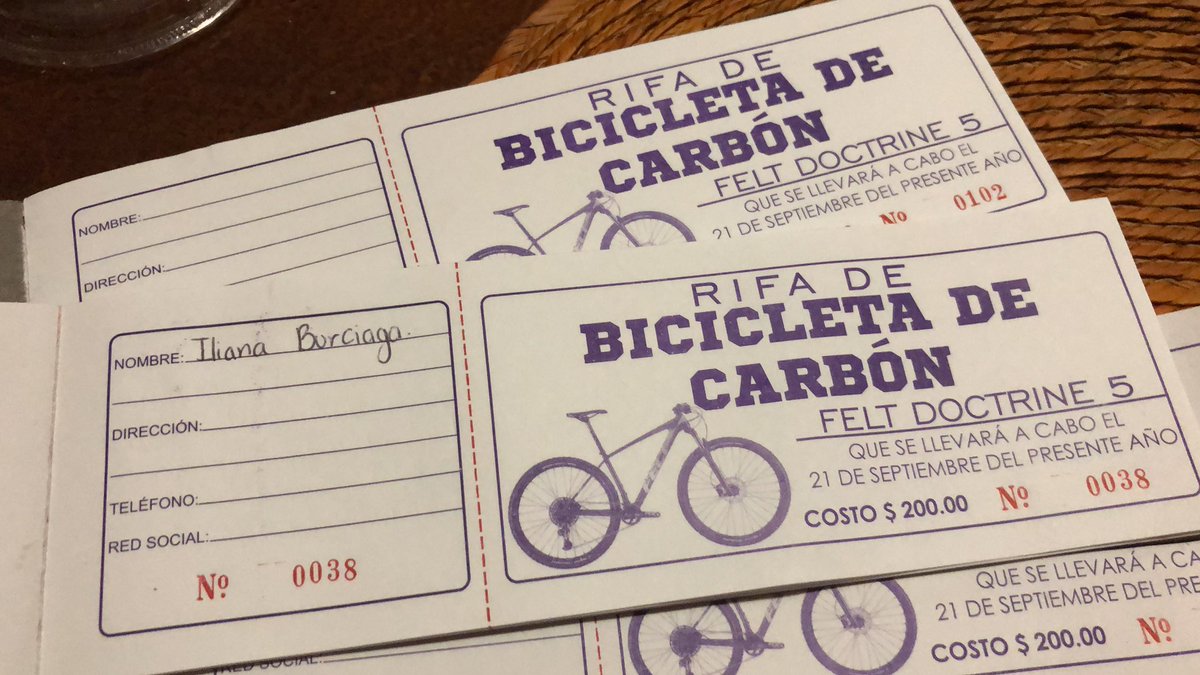 NOMBRE:
DIRECCIÓN:
RIFA DE
BICICLETA DE
CARBÓN
FELT DOCTRINE 5
QUE SE LLEVARÁ A CABO EL
21 DE SEPTIEMBRE DEL PRESENTE AÑO
Nº 0102
NOMBRE: Iliana Burciaga.
DIRECCIÓN:
TELÉFONO:
RED SOCIAL:
Nº 0038
RIFA DE
BICICLETA DE
CARBÓN
FELT DOCTRINE 5
QUE SE LLEVARÁ A CABO EL
21 DE SEPTIEMBRE DEL PRESENTE AÑO
COSTO $ 200.00 Nº 0038
RED SOCIAL:
QUE SE LLEVARÁ A CA
21 DE SEPTIEMBRE DEL PRE
COSTO $ 200.00 Nº